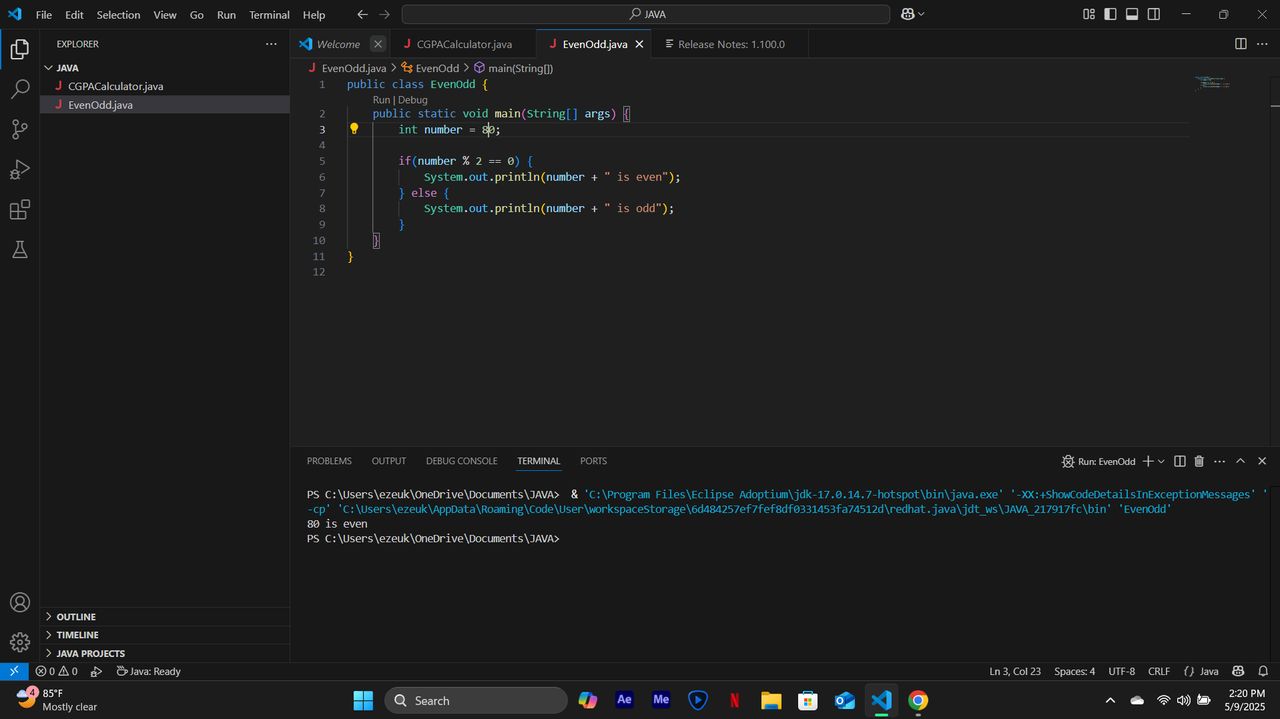 File Edit Selection View Go Run Terminal Help JAVA
EXPLORER
JAVA
CGPACalculator.java
EvenOdd.java
OUTLINE
TIMELINE
JAVA PROJECTS
Welcome CGPACalculator.java EvenOdd.java Release Notes: 1.100.0
EvenOdd.java > EvenOdd > main(String[])
1 public class EvenOdd {
Run | Debug
2 public static void main(String[] args) {
3 int number = 80;
4
5 if(number % 2 == 0) {
6 System.out.println(number + " is even");
7 } else {
8 System.out.println(number + " is odd");
9 }
10 }
11 }
12
PROBLEMS OUTPUT DEBUG CONSOLE TERMINAL PORTS Run: EvenOdd
PS C:\Users\ezeuk\OneDrive\Documents\JAVA> & 'C:\Program Files\Eclipse Adoptium\jdk-17.0.14.7-hotspot\bin\java.exe' '-XX:+ShowCodeDetailsInExceptionMessages' '
-cp' 'C:\Users\ezeuk\AppData\Roaming\Code\User\workspaceStorage\6d484257ef7fef8df0331453fa74512d\redhat.java\jdt_ws\JAVA_217917fc\bin' 'EvenOdd'
80 is even
PS C:\Users\ezeuk\OneDrive\Documents\JAVA>
0 0 Java: Ready Ln 3, Col 23 Spaces: 4 UTF-8 CRLF {} Java
4 85°F
Mostly clear
Search
Ae Me N
2:20 PM
5/9/2025